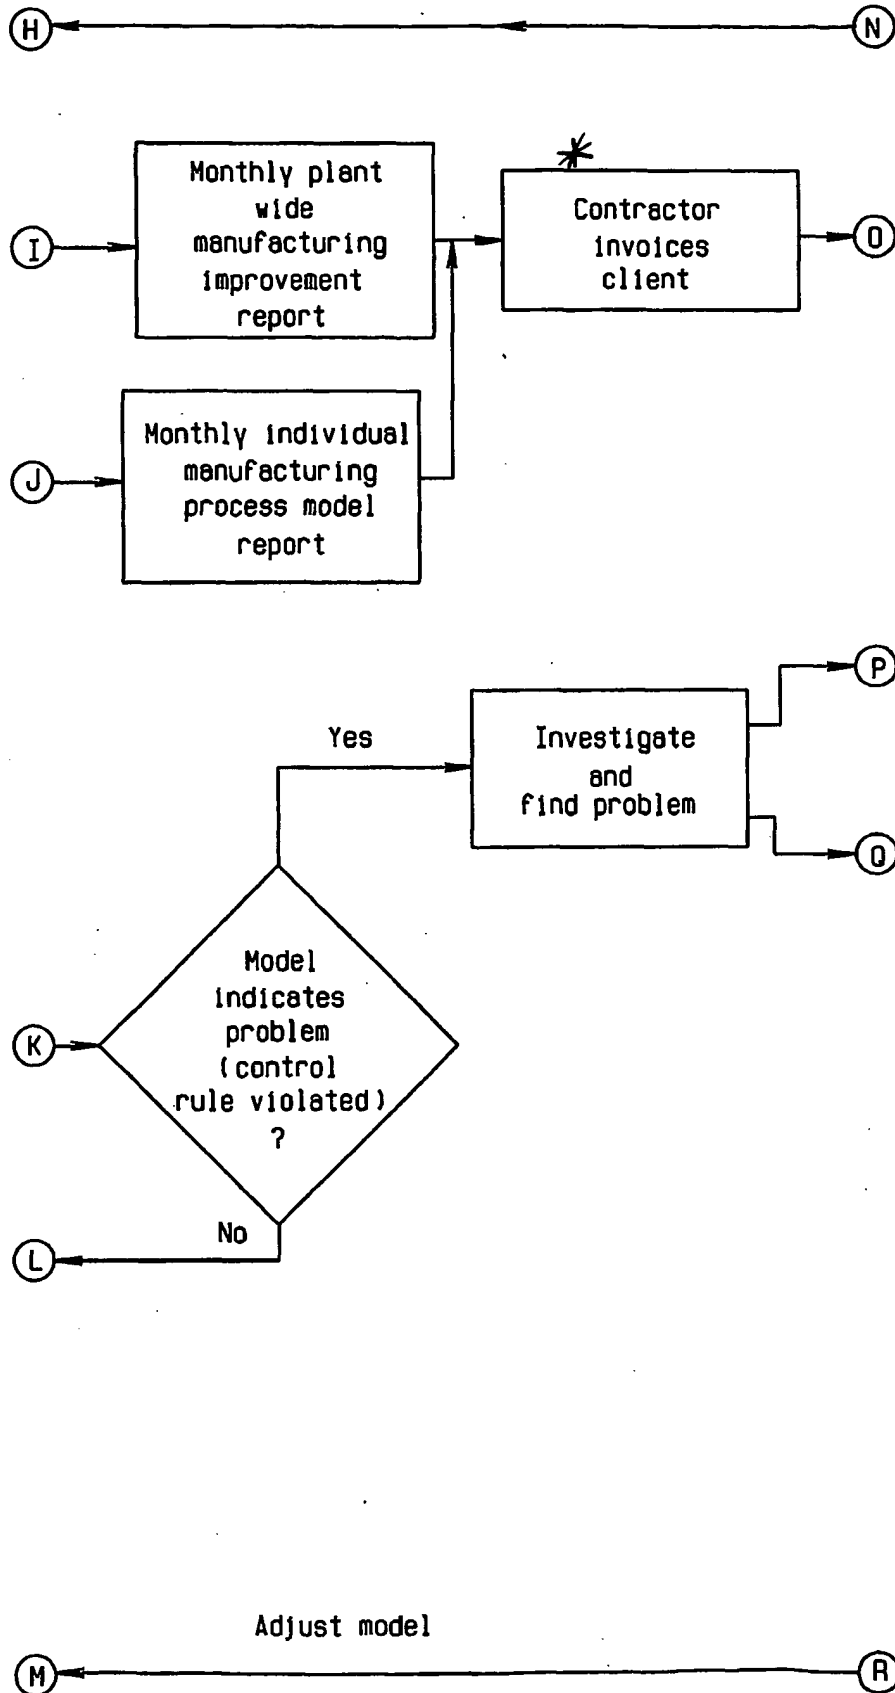 H
N
Monthly plant
wide
manufacturing
improvement
report
*
Contractor
invoices
client
I
O
Monthly individual
manufacturing
process model
report
J
P
Yes
Investigate
and
find problem
Q
Model
indicates
problem
(control
rule violated)
?
K
No
L
Adjust model
M
R